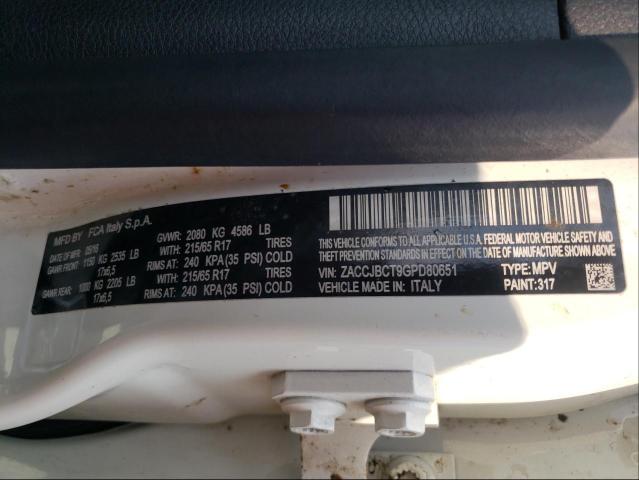 MFD BY FCA Italy S.p.A.
DATE OF MFR 05/16 GVWR: 2080 KG 4586 LB
GAWR FRONT: 1150 KG 2535 LB WITH 215/65 R17 TIRES
17x6,5 RIMS AT: 240 KPA (35 PSI) COLD
GAWR REAR: 1000 KG 2205 LB WITH 215/65 R17 TIRES
17x6,5 RIMS AT: 240 KPA (35 PSI) COLD
THIS VEHICLE CONFORMS TO ALL APPLICABLE
U.S. FEDERAL MOTOR VEHICLE SAFETY AND
THEFT PREVENTION STANDARDS IN EFFECT ON
THE DATE OF MANUFACTURE SHOWN ABOVE.
VIN: ZACCJBCT9GPD80651 TYPE: MPV
VEHICLE MADE IN: ITALY PAINT: 317